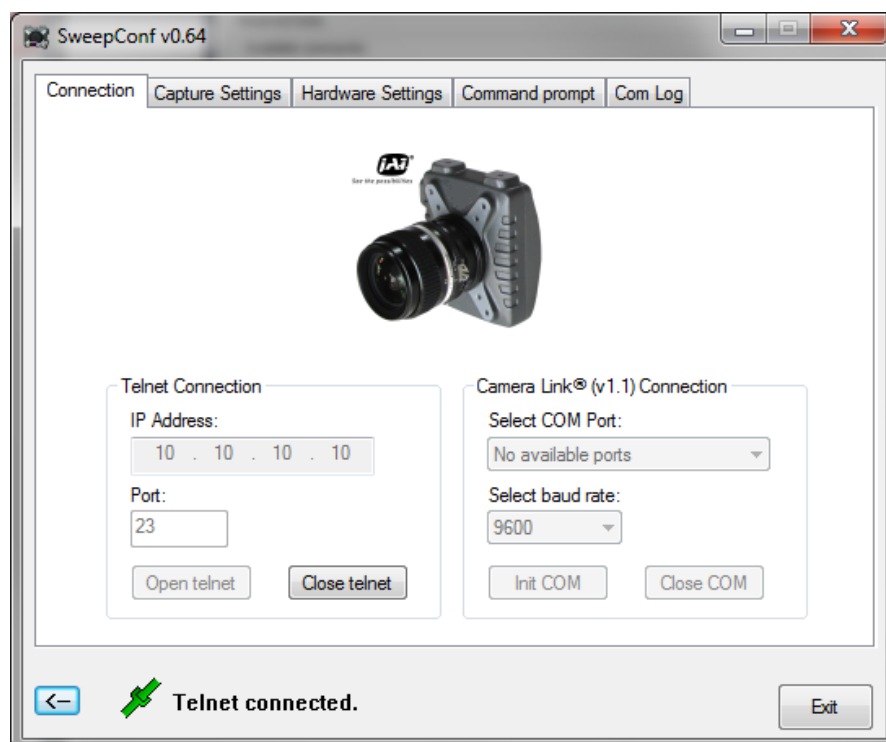 SweepConf v0.64
Connection Capture Settings Hardware Settings Command prompt Com Log
JAI
See the possibilities
Telnet Connection
IP Address:
10 . 10 . 10 . 10
Port:
23
Open telnet Close telnet
Camera Link® (v1.1) Connection
Select COM Port:
No available ports
Select baud rate:
9600
Init COM Close COM
<-- Telnet connected.
Exit